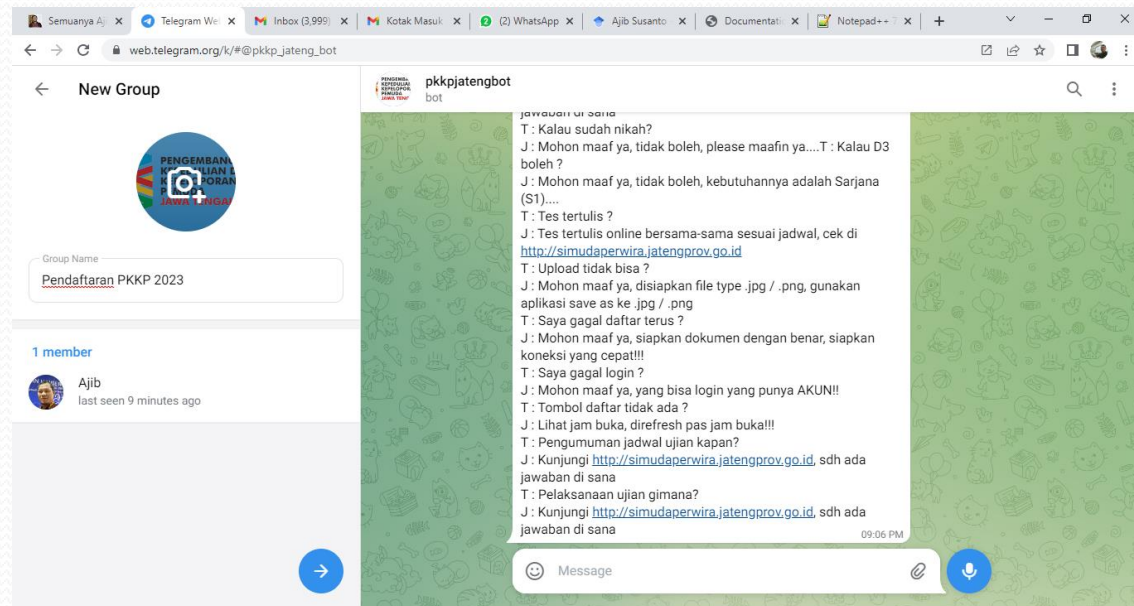 Semuanya Aj
Telegram We
Inbox (3,999)
Kotak Masuk
(2) WhatsApp
Ajib Susanto
Documentatio
Notepad++ 7
web.telegram.org/k/#@pkkp_jateng_bot
New Group
PENGEMBAN
JAWA TENGA
Group Name
Pendaftaran PKKP 2023
1 member
Ajib
last seen 9 minutes ago
pkkpjatengbot
bot
jawaban di sana
T : Kalau sudah nikah?
J : Mohon maaf ya, tidak boleh, please maafin ya....T : Kalau D3
boleh ?
J : Mohon maaf ya, tidak boleh, kebutuhannya adalah Sarjana
(S1)....
T : Tes tertulis ?
J : Tes tertulis online bersama-sama sesuai jadwal, cek di
http://simudaperwira.jatengprov.go.id
T : Upload tidak bisa ?
J : Mohon maaf ya, disiapkan file type .jpg / .png, gunakan
aplikasi save as ke .jpg / .png
T : Saya gagal daftar terus ?
J : Mohon maaf ya, siapkan dokumen dengan benar, siapkan
koneksi yang cepat!!!
T : Saya gagal login ?
J : Mohon maaf ya, yang bisa login yang punya AKUN!!
T : Tombol daftar tidak ada ?
J : Lihat jam buka, direfresh pas jam buka!!!
T : Pengumuman jadwal ujian kapan?
J : Kunjungi http://simudaperwira.jatengprov.go.id, sdh ada
jawaban di sana
T : Pelaksanaan ujian gimana?
J : Kunjungi http://simudaperwira.jatengprov.go.id, sdh ada
jawaban di sana
09:06 PM
Message